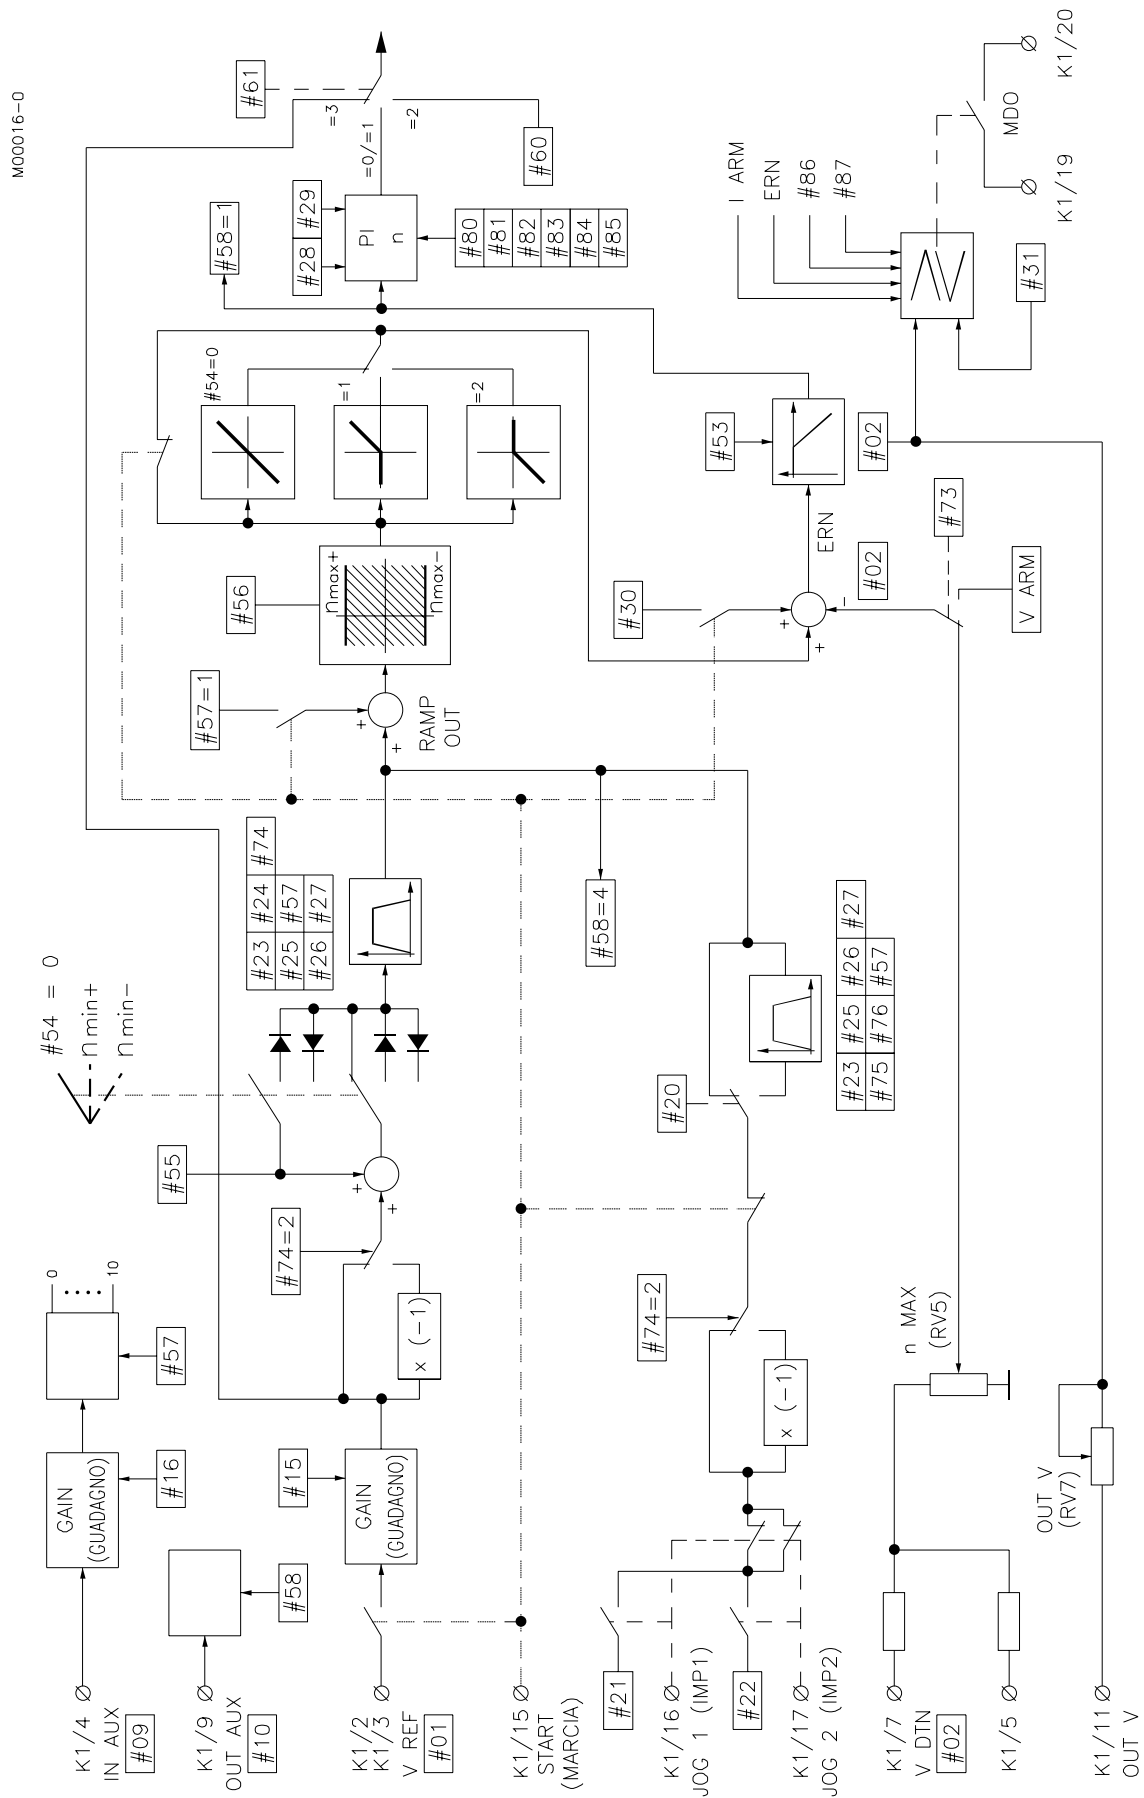 M00016-0
K1/4
IN AUX
#09
GAIN
(GUADAGNO)
#16
#57
0
10
K1/9
OUT AUX
#10
#58
K1/2
K1/3
V REF
#01
GAIN
(GUADAGNO)
#15
x (-1)
#74=2
+
+
#55
#54 = 0
nmin+
nmin-
#23
#24
#74
#25
#57
#26
#27
#57=1
+
+
RAMP
OUT
#56
nmax+
nmax-
#54=0
=1
=2
#58=1
#28
#29
PI
n
#80
#81
#82
#83
#84
#85
=3
=0/=1
=2
#61
#60
K1/15
START
(MARCIA)
#58=4
#21
K1/16
JOG 1 (IMP1)
#22
K1/17
JOG 2 (IMP2)
x (-1)
#74=2
#20
#23
#25
#26
#27
#75
#76
#57
#30
+
+
-
ERN
#53
#02
#02
#73
V ARM
I ARM
ERN
#86
#87
#31
MDO
K1/19
K1/20
K1/7
V DTN
#02
K1/5
n MAX
(RV5)
K1/11
OUT V
OUT V
(RV7)